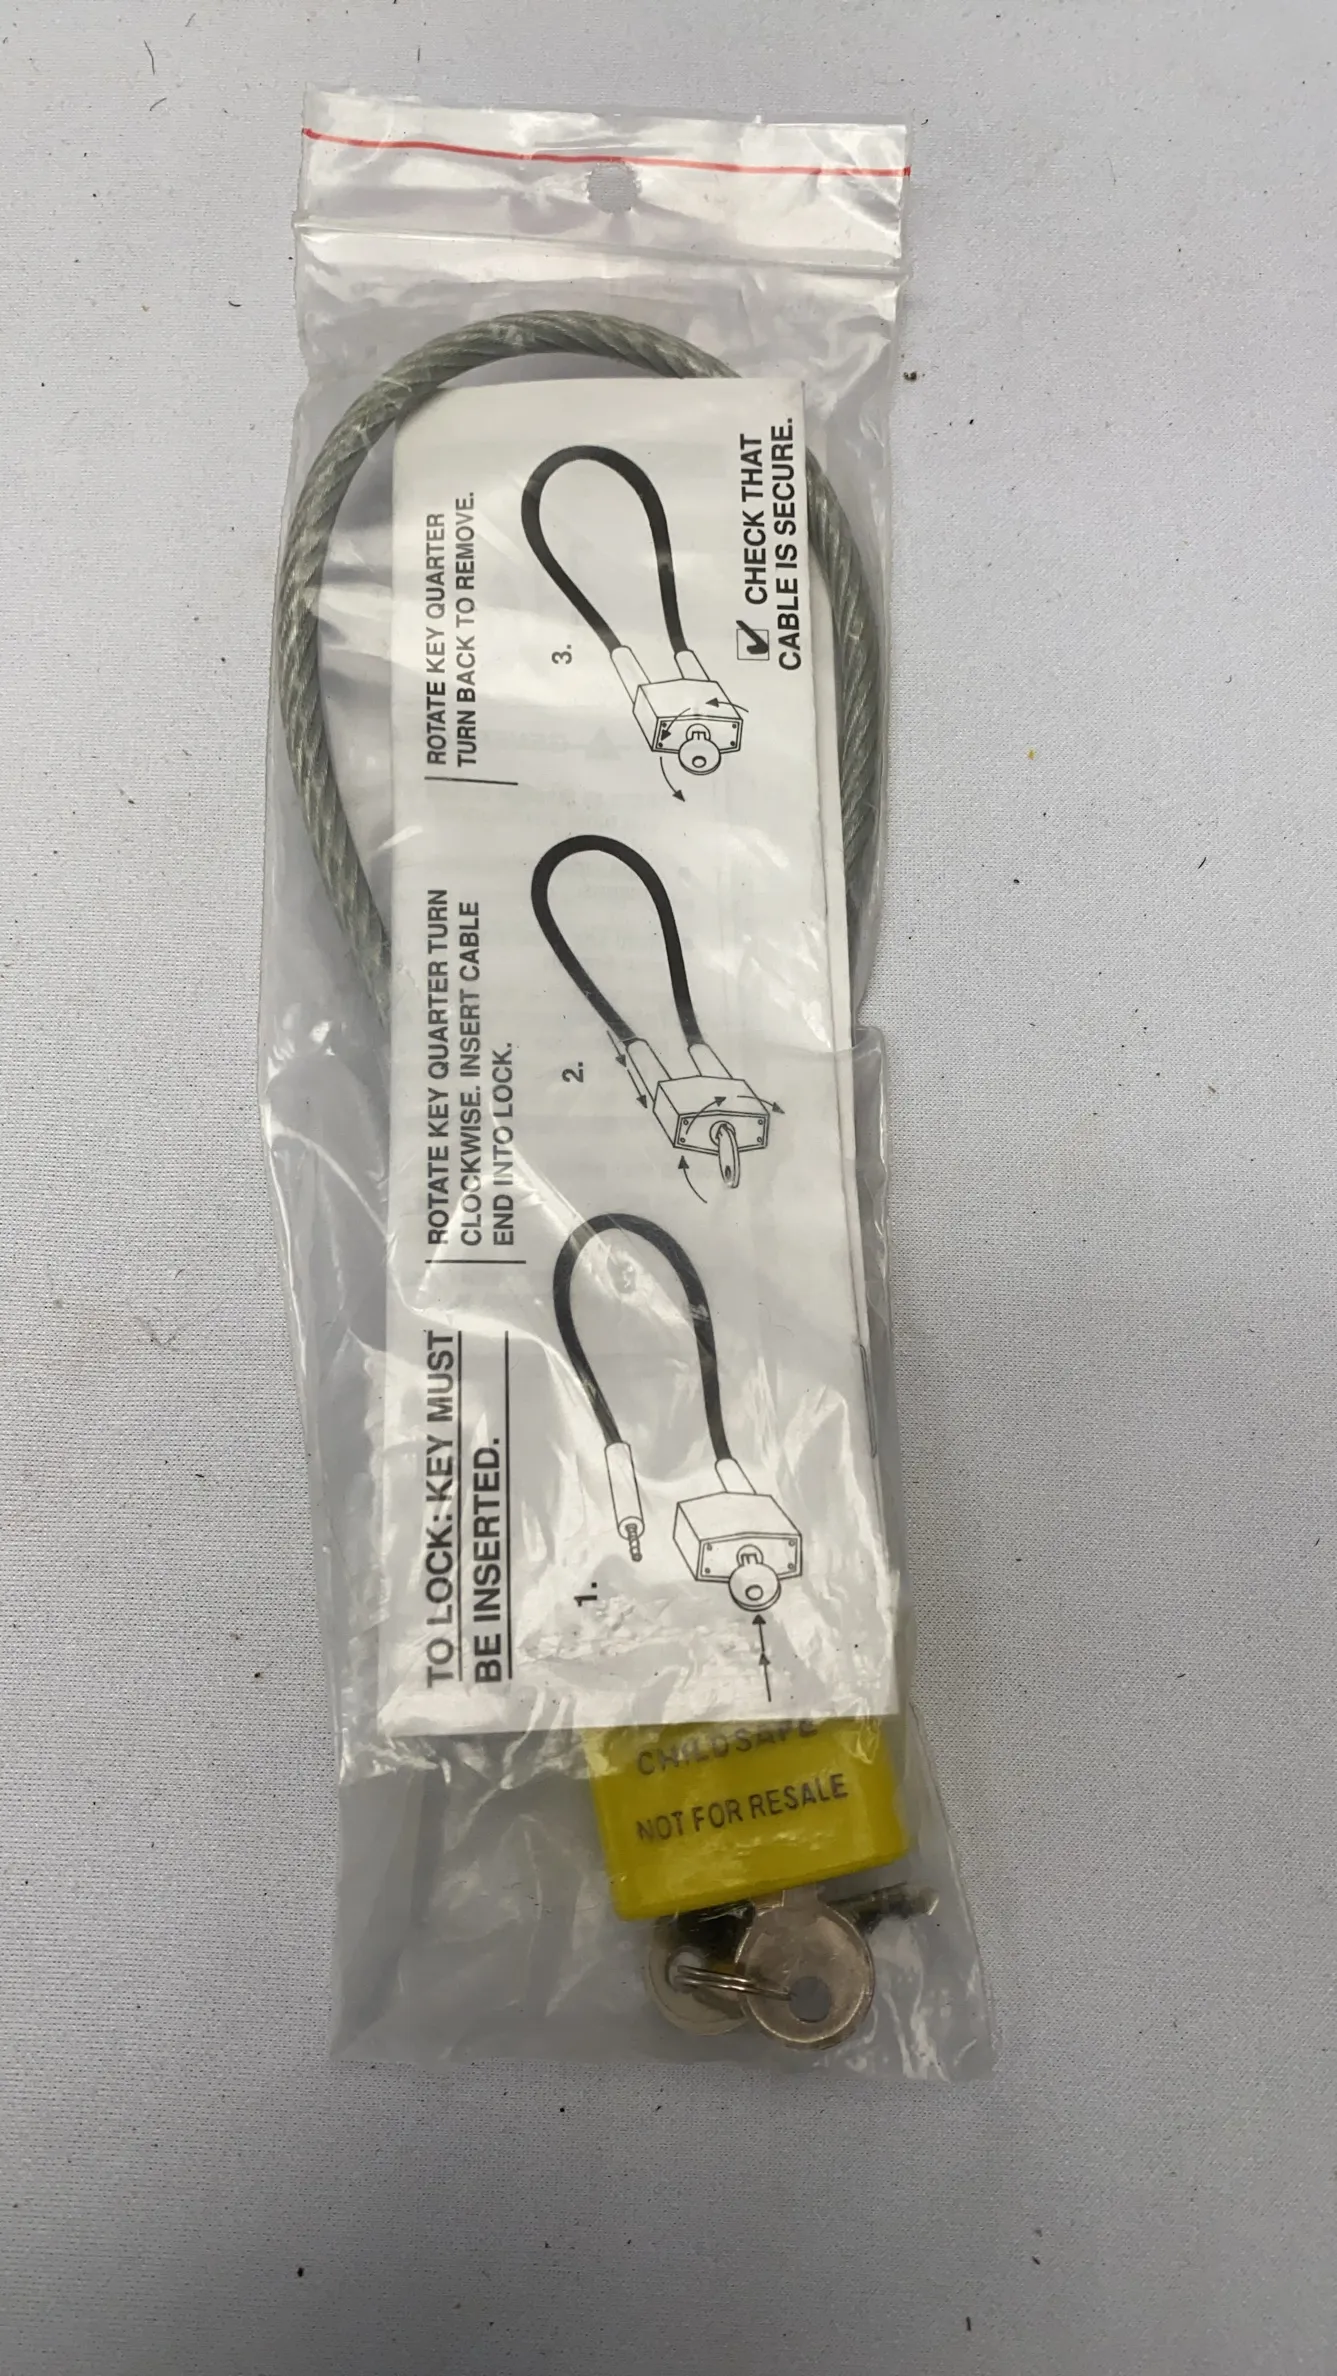 TO LOCK: KEY MUST
BE INSERTED.
1.
ROTATE KEY QUARTER TURN
CLOCKWISE. INSERT CABLE
END INTO LOCK.
2.
ROTATE KEY QUARTER
TURN BACK TO REMOVE.
3.
CHECK THAT
CABLE IS SECURE.
CHILDSAFE
NOT FOR RESALE